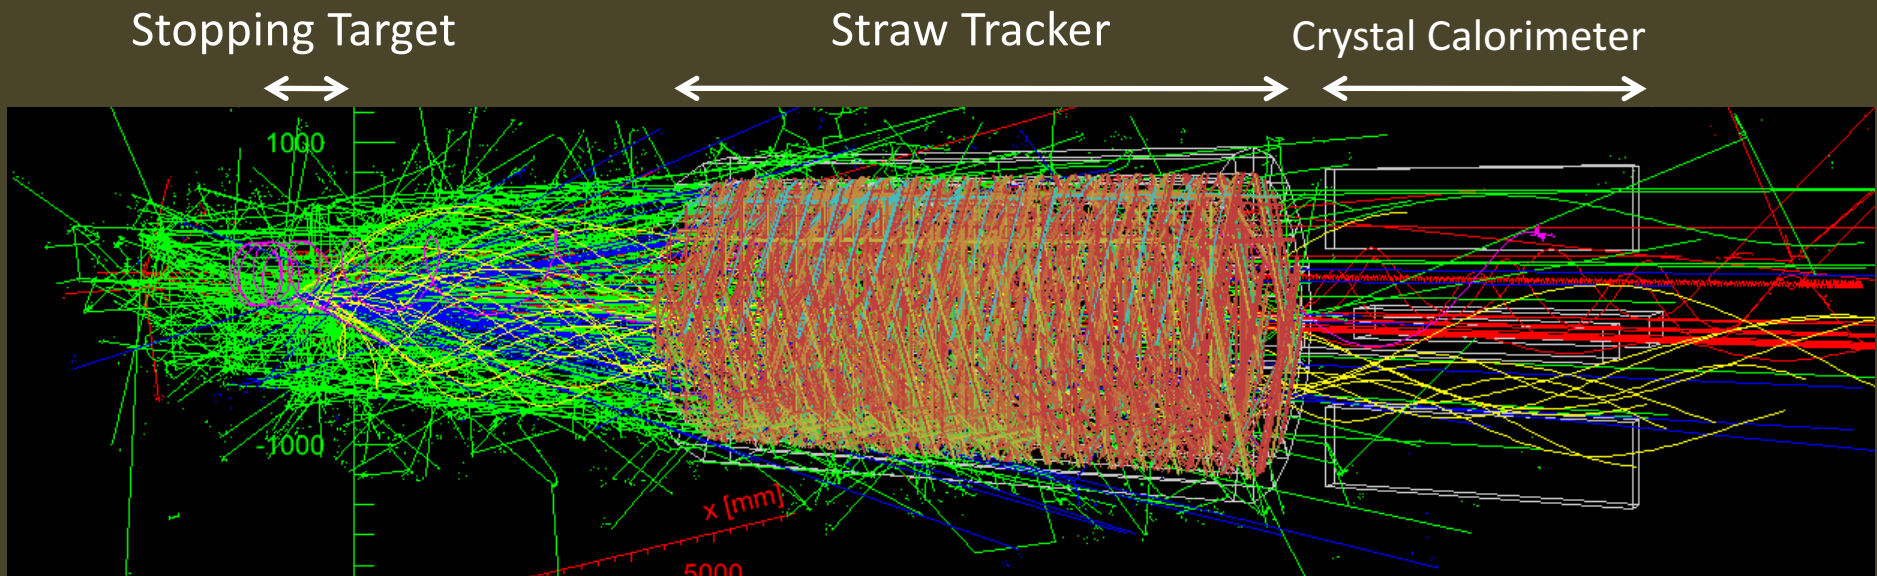 Stopping Target
Straw Tracker
Crystal Calorimeter
1000
-1000
x [mm]
5000